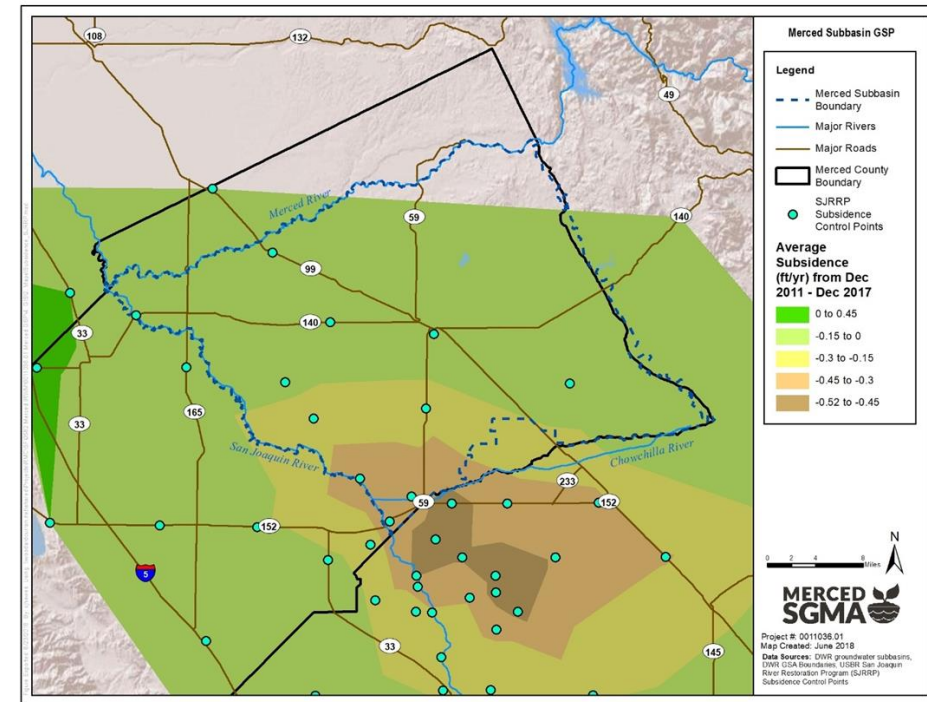 Merced Subbasin GSP
Legend
Merced Subbasin
Boundary
Major Rivers
Major Roads
Merced County
Boundary
SJRRP
Subsidence
Control Points
Average
Subsidence
(ft/yr) from Dec
2011 - Dec 2017
0 to 0.45
-0.15 to 0
-0.3 to -0.15
-0.45 to -0.3
-0.52 to -0.45
108
132
49
Merced River
59
140
99
33
140
165
33
San Joaquin River
Chowchilla River
233
59
152
152
5
33
145
N
0 2 4 8
Miles
MERCED
SGMA
Project #: 0011036.01
Map Created: June 2018
Data Sources: DWR groundwater subbasins,
DWR GSA Boundaries, USBR San Joaquin
River Restoration Program (SJRRP)
Subsidence Control Points